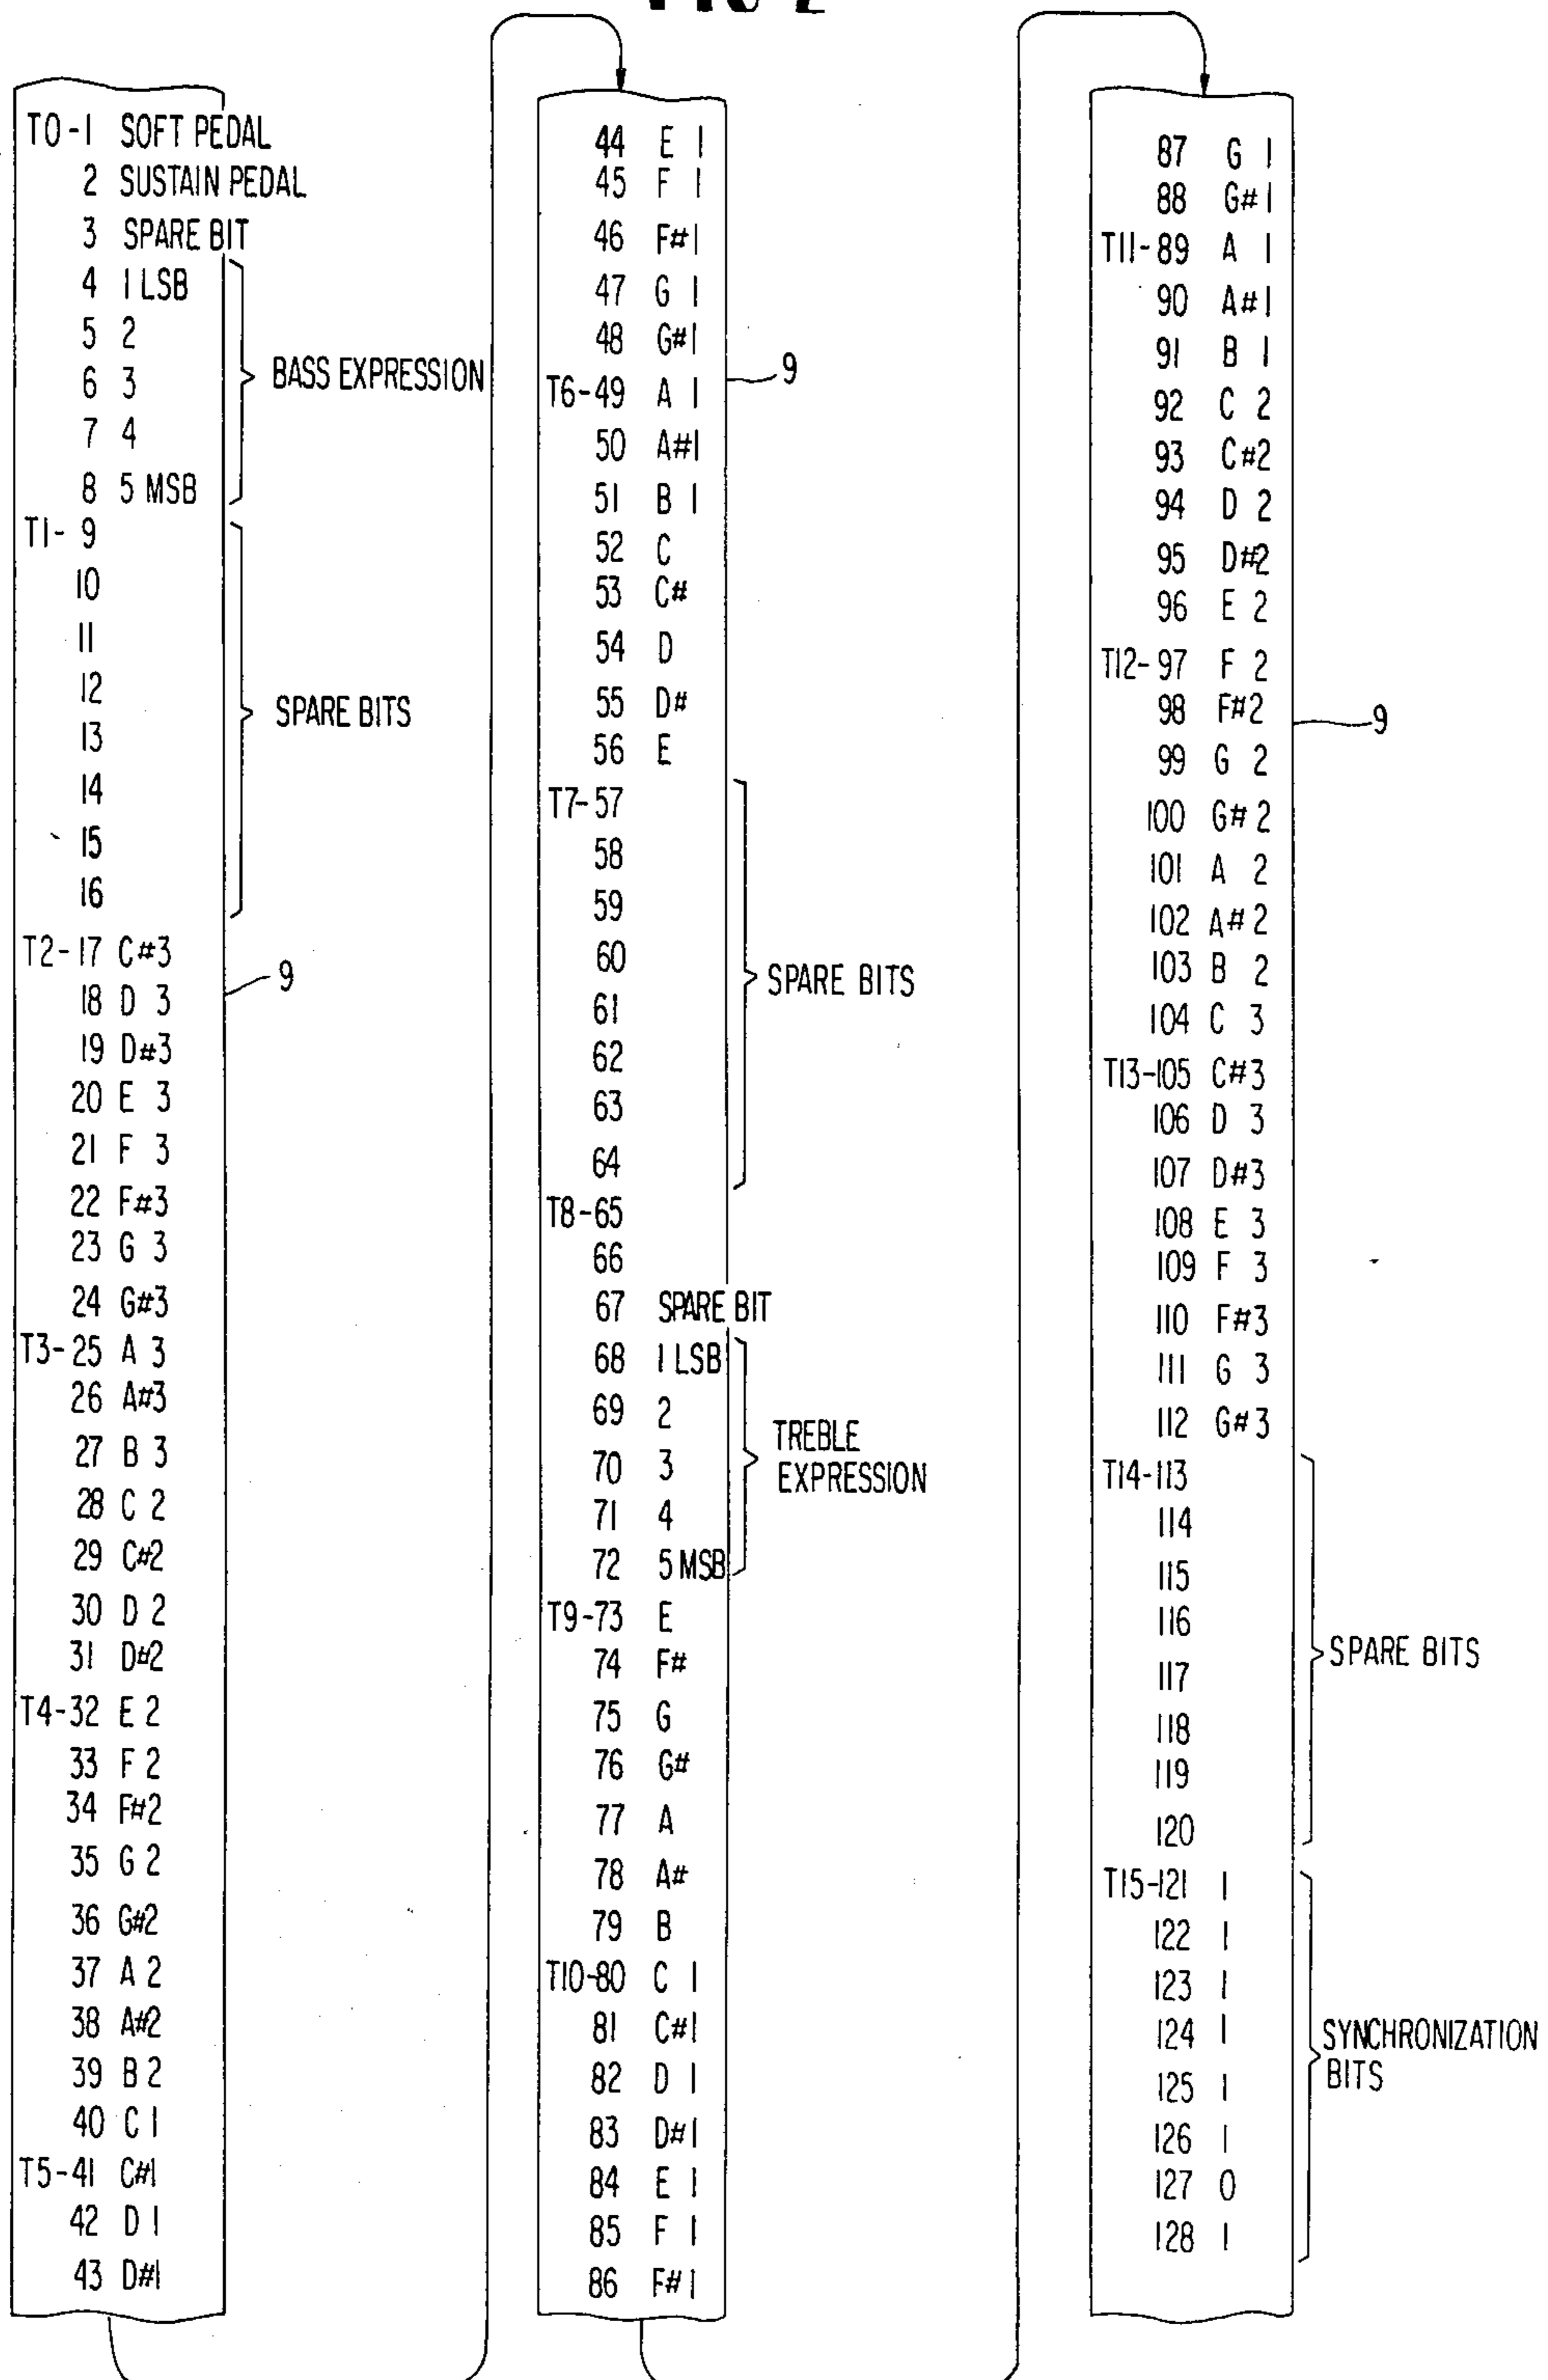 FIG 2
T0-1 SOFT PEDAL
2 SUSTAIN PEDAL
3 SPARE BIT
4 1 LSB
5 2
6 3
7 4
8 5 MSB
BASS EXPRESSION
T1- 9
10
11
12
13
14
15
16
SPARE BITS
T2-17 C#3
18 D 3
9
19 D#3
20 E 3
21 F 3
22 F#3
23 G 3
24 G#3
T3-25 A 3
26 A#3
27 B 3
28 C 2
29 C#2
30 D 2
31 D#2
T4-32 E 2
33 F 2
34 F#2
35 G 2
36 G#2
37 A 2
38 A#2
39 B 2
40 C 1
T5-41 C#1
42 D 1
43 D#1
44 E 1
45 F 1
46 F#1
47 G 1
48 G#1
9
T6-49 A 1
50 A#1
51 B 1
52 C
53 C#
54 D
55 D#
56 E
T7-57
58
59
60
61
62
63
64
SPARE BITS
T8-65
66
67 SPARE BIT
68 1 LSB
69 2
70 3
71 4
72 5 MSB
TREBLE
EXPRESSION
T9-73 E
74 F#
75 G
76 G#
77 A
78 A#
79 B
T10-80 C 1
81 C#1
82 D 1
83 D#1
84 E 1
85 F 1
86 F#1
87 G 1
88 G#1
T11-89 A 1
90 A#1
91 B 1
92 C 2
93 C#2
94 D 2
95 D#2
96 E 2
T12-97 F 2
98 F#2
9
99 G 2
100 G#2
101 A 2
102 A#2
103 B 2
104 C 3
T13-105 C#3
106 D 3
107 D#3
108 E 3
109 F 3
110 F#3
111 G 3
112 G#3
T14-113
114
115
116
117
118
119
120
SPARE BITS
T15-121 1
122 1
123 1
124 1
125 1
126 1
127 0
128 1
SYNCHRONIZATION
BITS